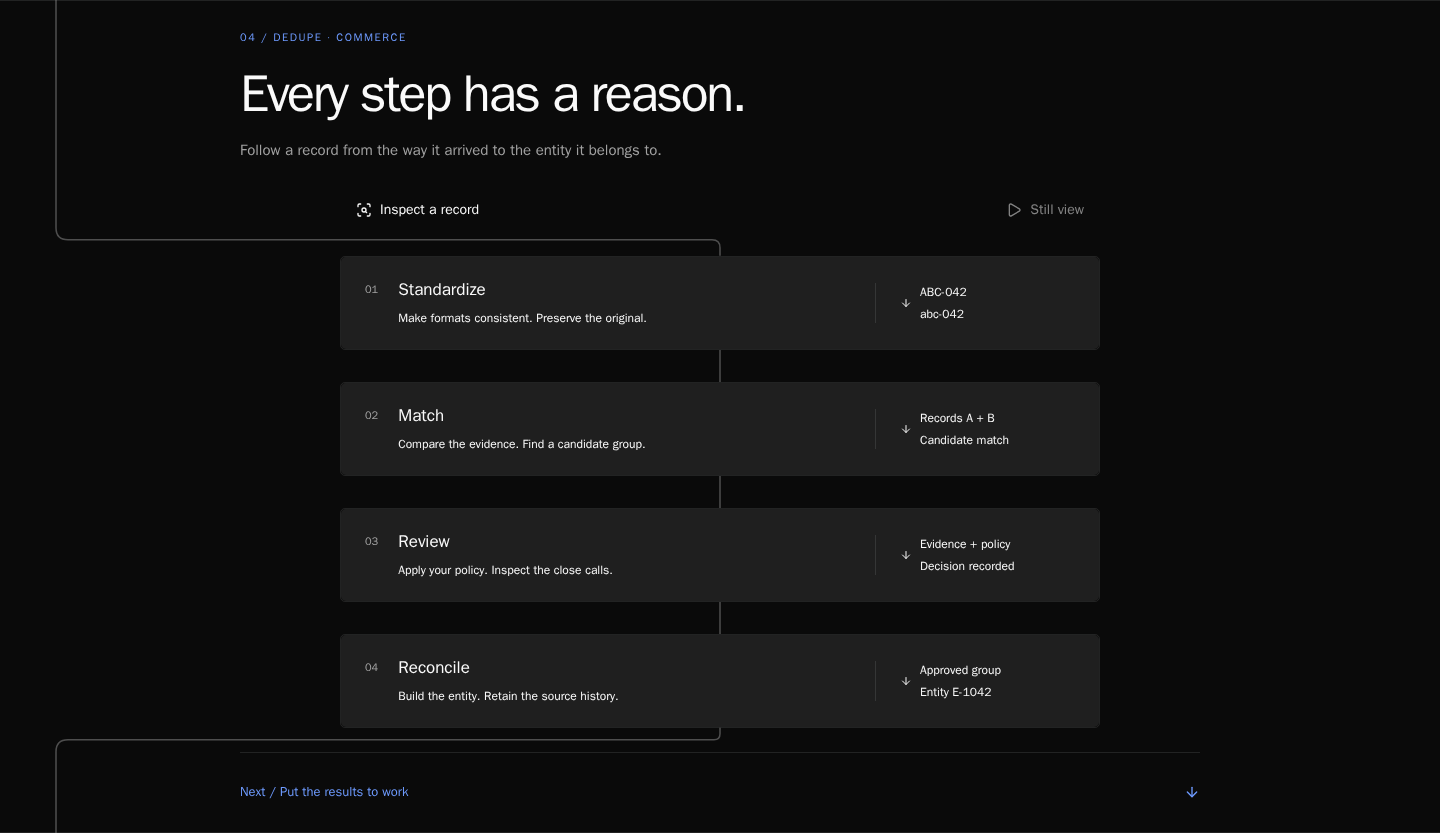 04 / DEDUPE · COMMERCE
Every step has a reason.
Follow a record from the way it arrived to the entity it belongs to.
Inspect a record
Still view
01
Standardize
Make formats consistent. Preserve the original.
ABC-042
abc-042
02
Match
Compare the evidence. Find a candidate group.
Records A + B
Candidate match
03
Review
Apply your policy. Inspect the close calls.
Evidence + policy
Decision recorded
04
Reconcile
Build the entity. Retain the source history.
Approved group
Entity E-1042
Next / Put the results to work